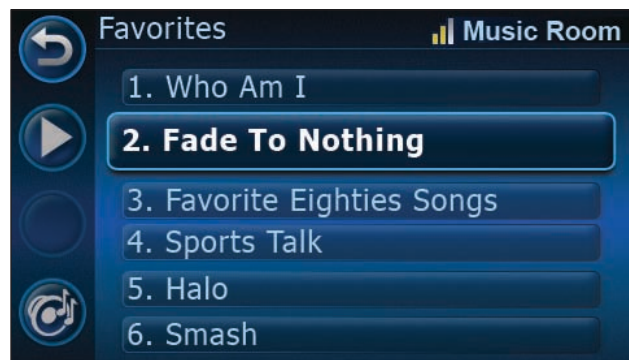 Favorites
Music Room
1. Who Am I
2. Fade To Nothing
3. Favorite Eighties Songs
4. Sports Talk
5. Halo
6. Smash